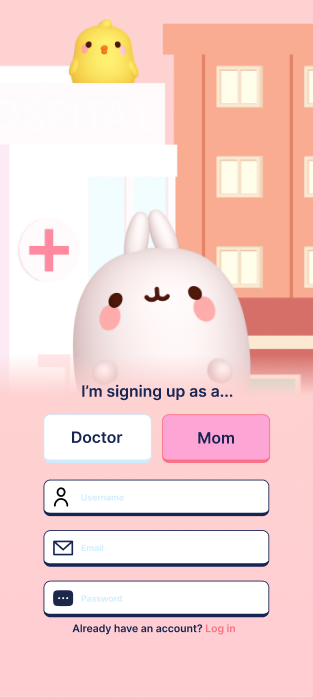 I'm signing up as a...
Doctor
Mom
Username
Email
Password
Already have an account? Log in